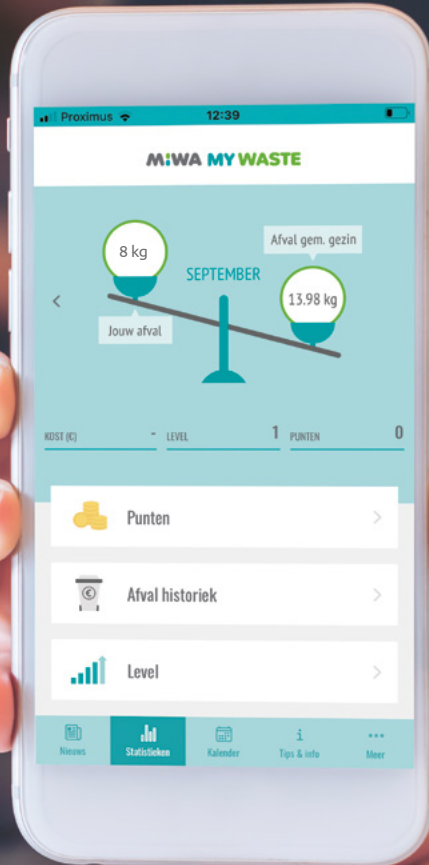 Proximus 12:39
MiWA MY WASTE
Afval gem. gezin
8 kg
SEPTEMBER
13.98 kg
Jouw afval
KOST (€) - LEVEL 1 PUNTEN 0
Punten
€
Afval historiek
Level
Nieuws Statistieken Kalender Tips & info Meer